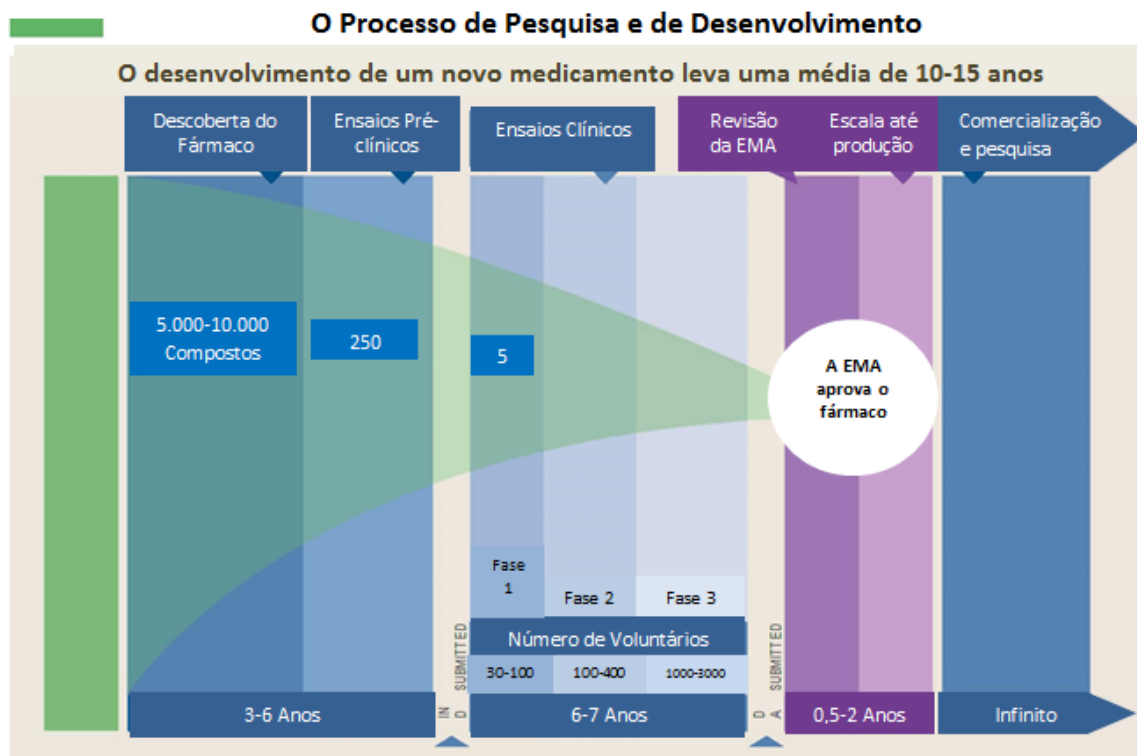 O Processo de Pesquisa e de Desenvolvimento
O desenvolvimento de um novo medicamento leva uma média de 10-15 anos
Descoberta do
Fármaco
Ensaios Pré-
clínicos
Ensaios Clínicos
Revisão
da EMA
Escala até
produção
Comercialização
e pesquisa
5.000-10.000
Compostos
250
5
A EMA
aprova o
fármaco
Fase
1
Fase 2
Fase 3
Número de Voluntários
30-100
100-400
1000-3000
IN
D
SUBMITTED
D
A
SUBMITTED
3-6 Anos
6-7 Anos
0,5-2 Anos
Infinito